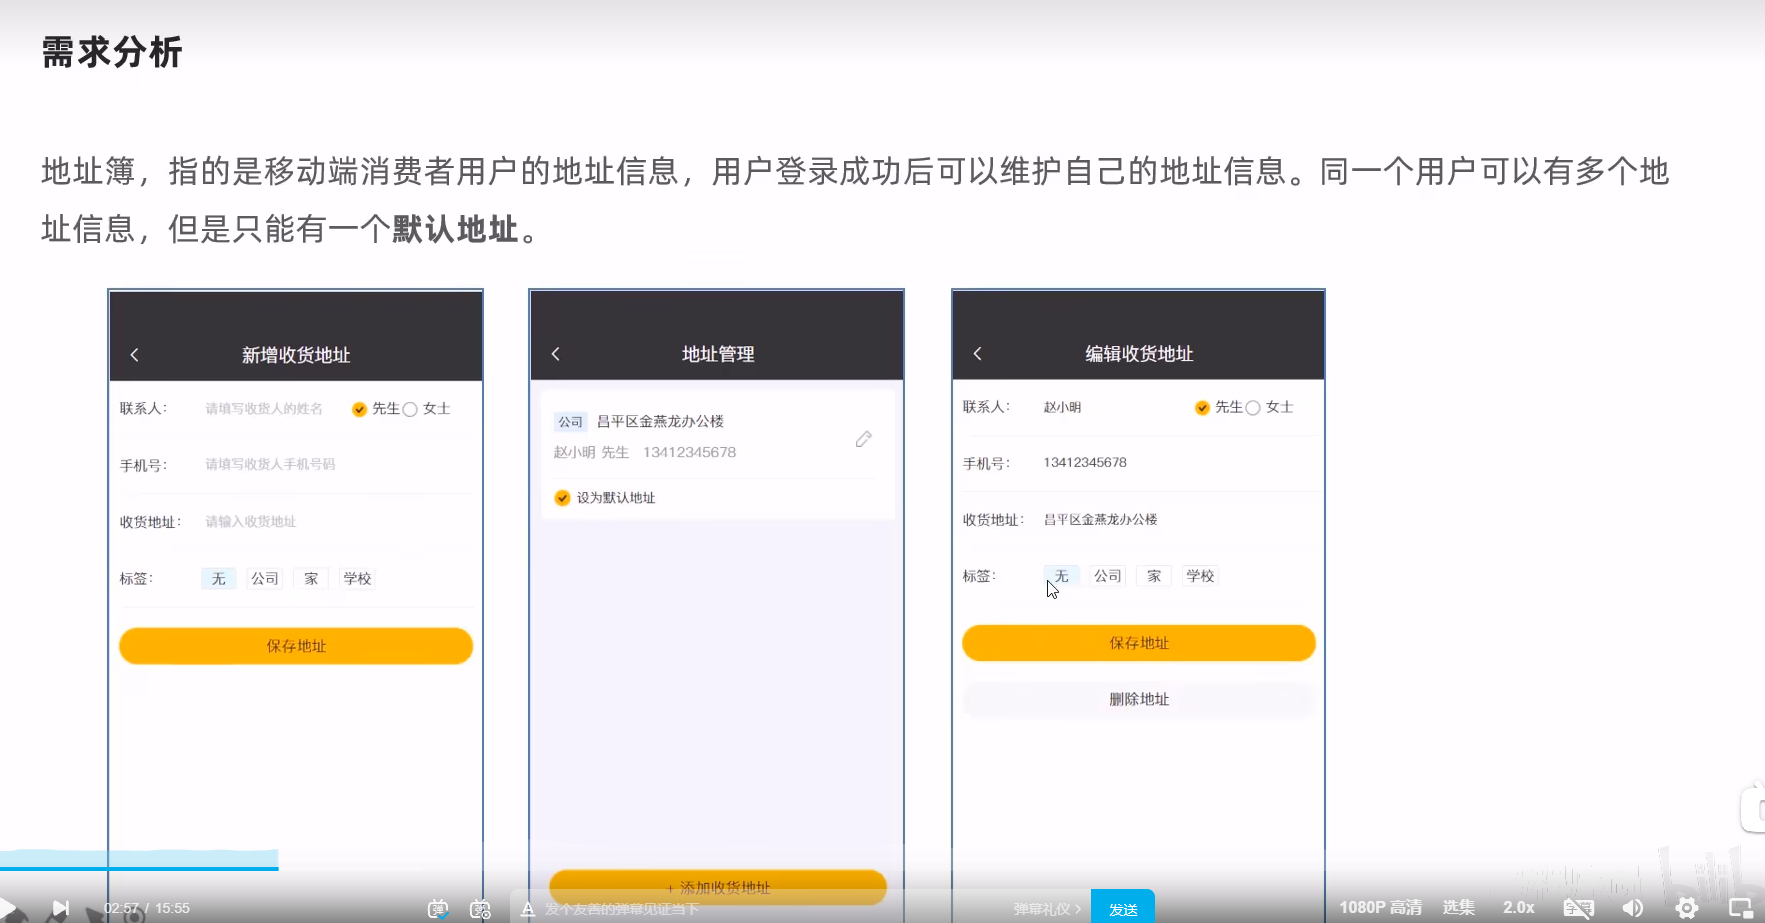 需求分析
地址簿，指的是移动端消费者用户的地址信息，用户登录成功后可以维护自己的地址信息。同一个用户可以有多个地
址信息，但是只能有一个默认地址。
新增收货地址
联系人： 请填写收货人的姓名 先生 女士
手机号： 请填写收货人手机号码
收货地址： 请输入收货地址
标签： 无 公司 家 学校
保存地址
地址管理
公司 昌平区金燕龙办公楼
赵小明 先生 13412345678
设为默认地址
+ 添加收货地址
编辑收货地址
联系人： 赵小明 先生 女士
手机号： 13412345678
收货地址： 昌平区金燕龙办公楼
标签： 无 公司 家 学校
保存地址
删除地址
02:57 / 15:55 弹 发个友善的弹幕见证当下 弹幕礼仪 > 发送 1080P 高清 选集 2.0x